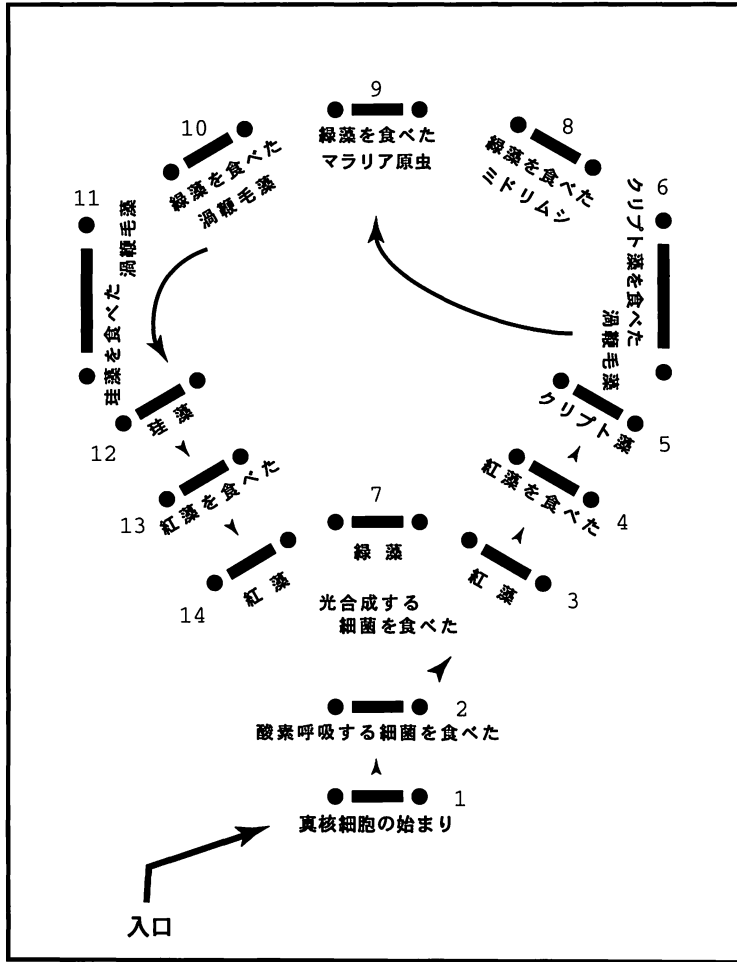 9
緑藻を食べた
マラリア原虫
10
緑藻を食べた
渦鞭毛藻
8
緑藻を食べた
ミドリムシ
11
珪藻を食べた
渦鞭毛藻
6
クリプト藻を食べた
渦鞭毛藻
12
珪藻
5
クリプト藻
13
紅藻を食べた
7
緑藻
4
紅藻を食べた
14
紅藻
3
紅藻
光合成する
細菌を食べた
2
酸素呼吸する細菌を食べた
1
真核細胞の始まり
入口